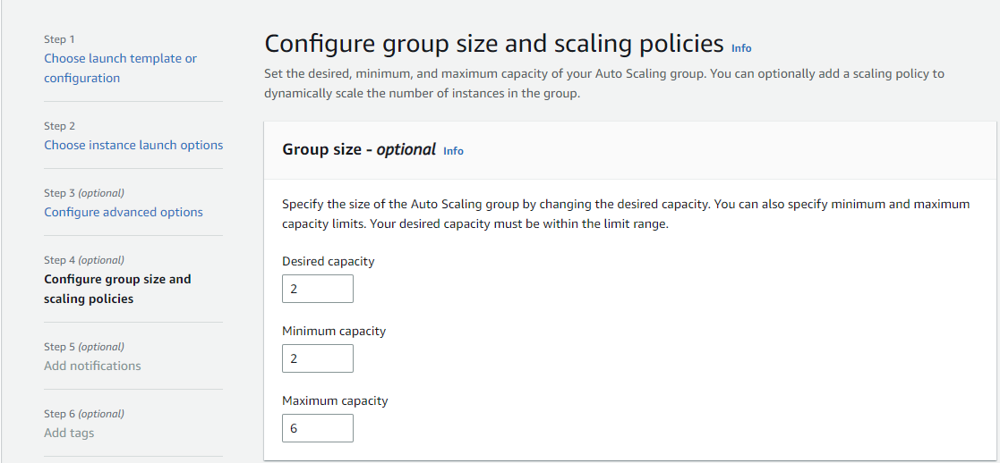 Step 1
Choose launch template or
configuration
Step 2
Choose instance launch options
Step 3 (optional)
Configure advanced options
Step 4 (optional)
Configure group size and
scaling policies
Step 5 (optional)
Add notifications
Step 6 (optional)
Add tags
Configure group size and scaling policies Info
Set the desired, minimum, and maximum capacity of your Auto Scaling group. You can optionally add a scaling policy to
dynamically scale the number of instances in the group.
Group size - optional Info
Specify the size of the Auto Scaling group by changing the desired capacity. You can also specify minimum and maximum
capacity limits. Your desired capacity must be within the limit range.
Desired capacity
2
Minimum capacity
2
Maximum capacity
6